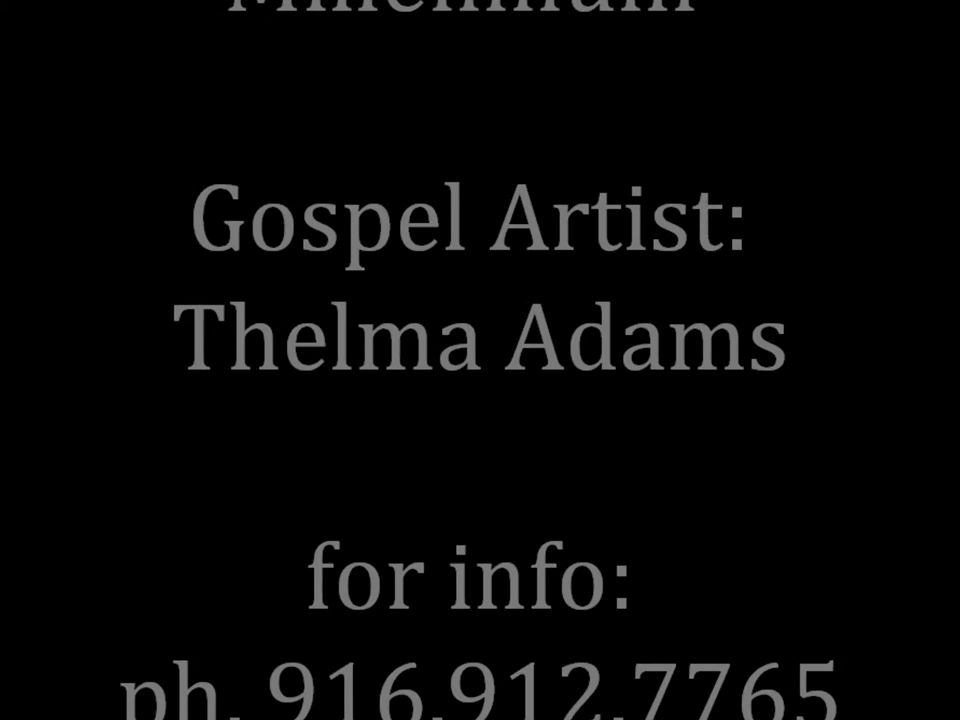 Gospel Artist:
Thelma Adams
for info:
ph. 916.912.7765